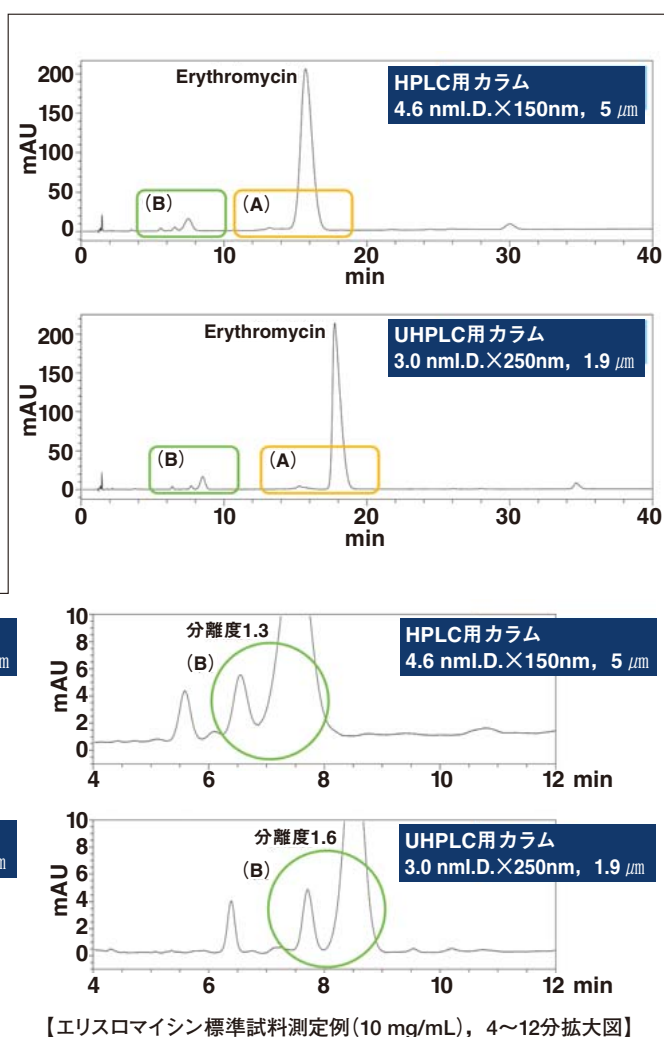 Erythromycin
HPLC用カラム
4.6 nmI.D.×150nm, 5 μm
mAU
200
150
100
50
0
(B)
(A)
0 10 20 30 40
min
Erythromycin
UHPLC用カラム
3.0 nmI.D.×250nm, 1.9 μm
mAU
200
150
100
50
0
(B)
(A)
0 10 20 30 40
min
m
分離度1.3
(B)
HPLC用カラム
4.6 nmI.D.×150nm, 5 μm
mAU
10
8
6
4
2
0
4 6 8 10 12 min
m
分離度1.6
(B)
UHPLC用カラム
3.0 nmI.D.×250nm, 1.9 μm
mAU
10
8
6
4
2
0
4 6 8 10 12 min
【エリスロマイシン標準試料測定例(10 mg/mL), 4~12分拡大図】